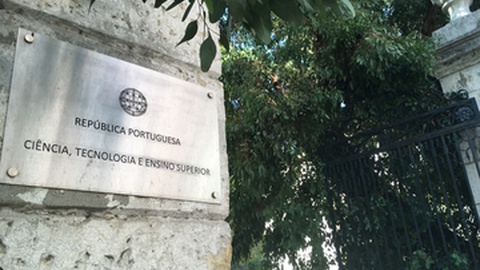 REPÚBLICA PORTUGUESA
CIÊNCIA, TECNOLOGIA E ENSINO SUPERIOR